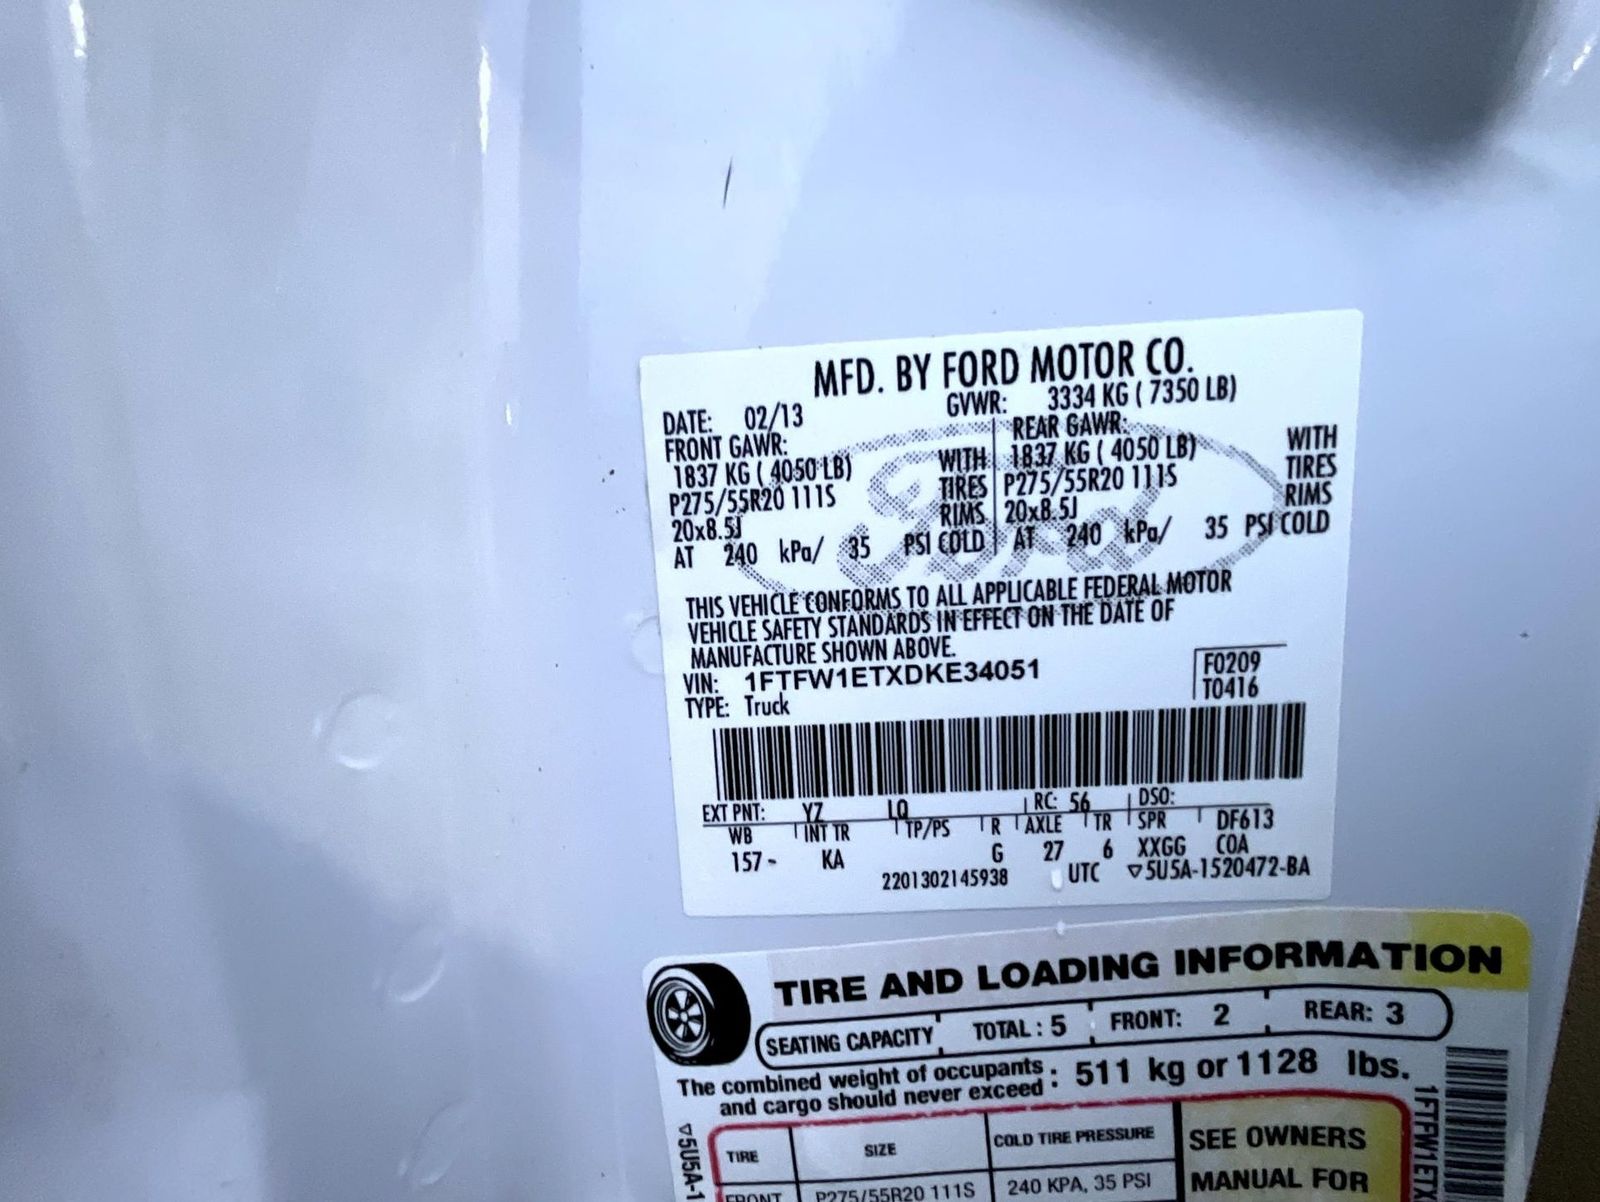 MFD. BY FORD MOTOR CO.
DATE: 02/13 GVWR: 3334 KG ( 7350 LB)
FRONT GAWR: REAR GAWR:
1837 KG ( 4050 LB) WITH 1837 KG ( 4050 LB) WITH
P275/55R20 111S TIRES P275/55R20 111S TIRES
20x8.5J RIMS 20x8.5J RIMS
AT 240 kPa/ 35 PSI COLD AT 240 kPa/ 35 PSI COLD
Ford
THIS VEHICLE CONFORMS TO ALL APPLICABLE FEDERAL MOTOR
VEHICLE SAFETY STANDARDS IN EFFECT ON THE DATE OF
MANUFACTURE SHOWN ABOVE.
VIN: 1FTFW1ETXDKE34051 F0209
TYPE: Truck T0416
EXT PNT: YZ LQ RC: 56 DSO:
WB INT TR TP/PS R AXLE TR SPR DF613
157- KA G 27 6 XXGG COA
2201302145938 UTC ▽5U5A-1520472-BA
TIRE AND LOADING INFORMATION
SEATING CAPACITY TOTAL : 5 FRONT: 2 REAR: 3
The combined weight of occupants
and cargo should never exceed : 511 kg or 1128 lbs.
TIRE SIZE COLD TIRE PRESSURE SEE OWNERS
FRONT P275/55R20 111S 240 KPA, 35 PSI MANUAL FOR
▽5U5A-1
1FTFW1ETX